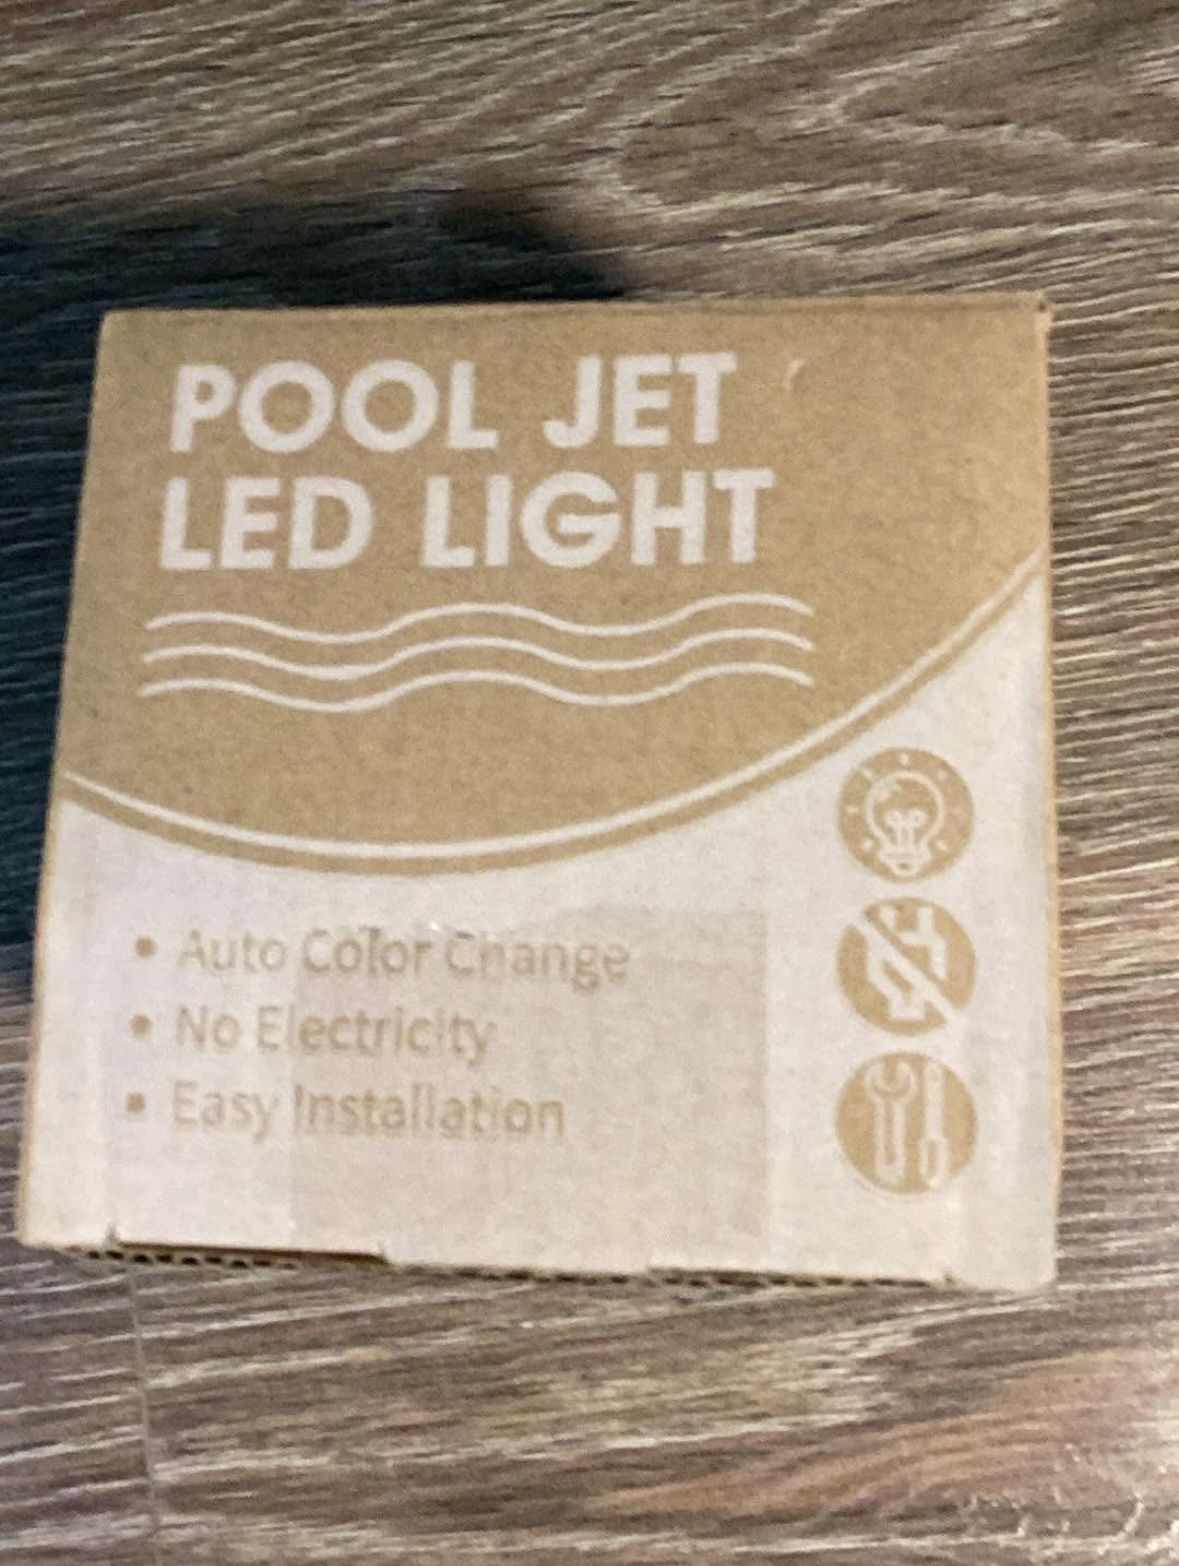 POOL JET
LED LIGHT
• Auto Color Change
• No Electricity
• Easy Installation